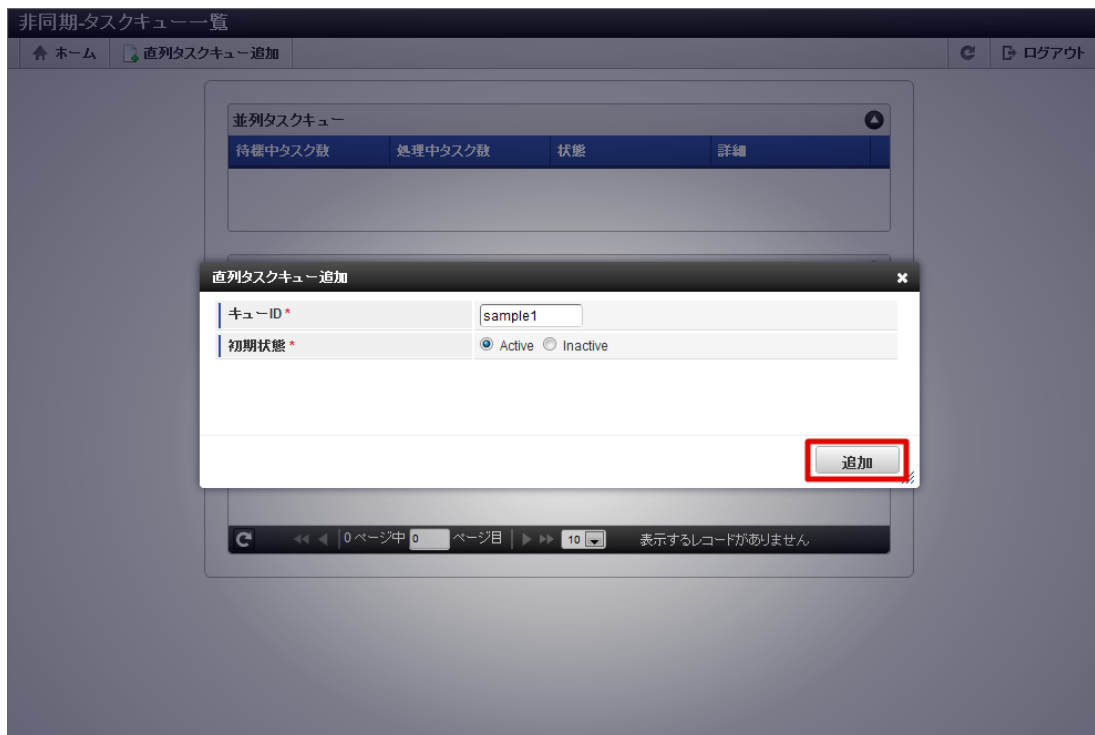 非同期-タスクキュー一覧
ホーム 直列タスクキュー追加 ログアウト
並列タスクキュー
待機中タスク数 処理中タスク数 状態 詳細
直列タスクキュー追加
キューID *
sample1
初期状態 *
Active Inactive
追加
0 ページ中 0 ページ目 10 表示するレコードがありません